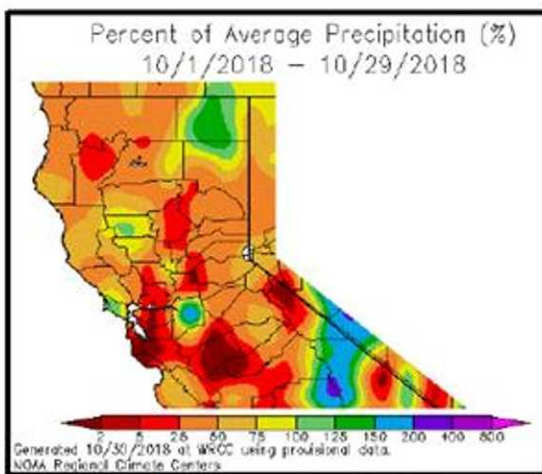 Percent of Average Precipitation (%)
10/1/2018 – 10/29/2018
2 5 25 50 75 100 125 150 200 400 800
Generated 10/30/2018 at WRCC using provisional data.
NOAA Regional Climate Centers